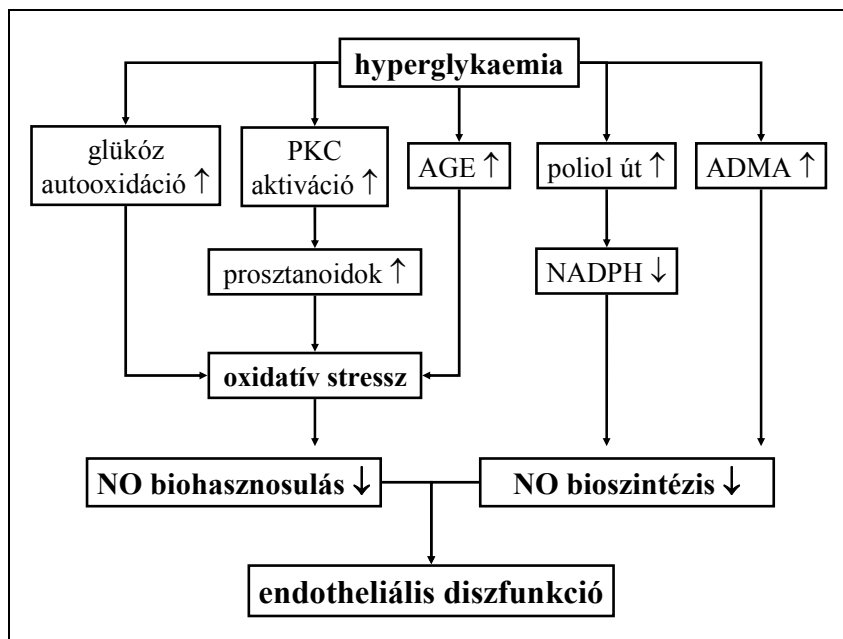 hyperglykaemia
glükóz
autooxidáció ↑
PKC
aktiváció ↑
AGE ↑
poliol út ↑
ADMA ↑
prosztanoidok ↑
NADPH ↓
oxidatív stressz
NO biohasznosulás ↓
NO bioszintézis ↓
endotheliális diszfunkció